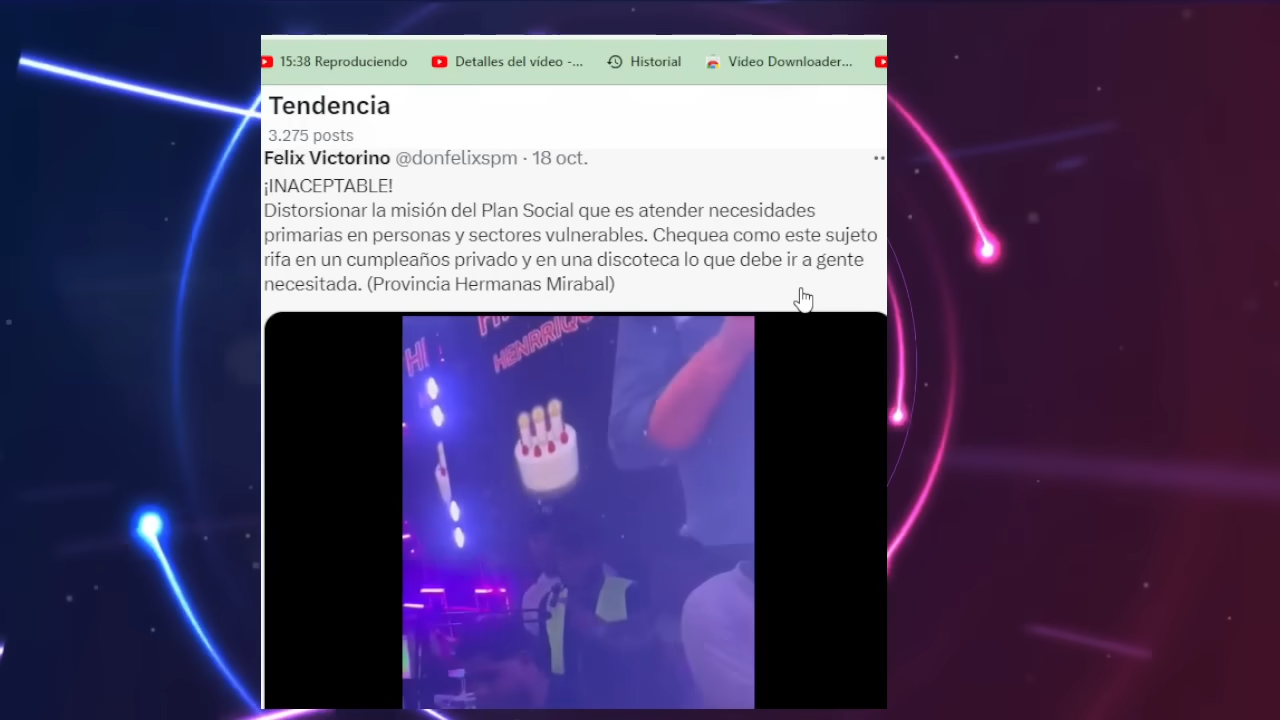 15:38 Reproduciendo
Detalles del vídeo -...
Historial
Video Downloader...
Tendencia
3.275 posts
Felix Victorino @donfelixspm · 18 oct.
¡INACEPTABLE!
Distorsionar la misión del Plan Social que es atender necesidades
primarias en personas y sectores vulnerables. Chequea como este sujeto
rifa en un cumpleaños privado y en una discoteca lo que debe ir a gente
necesitada. (Provincia Hermanas Mirabal)